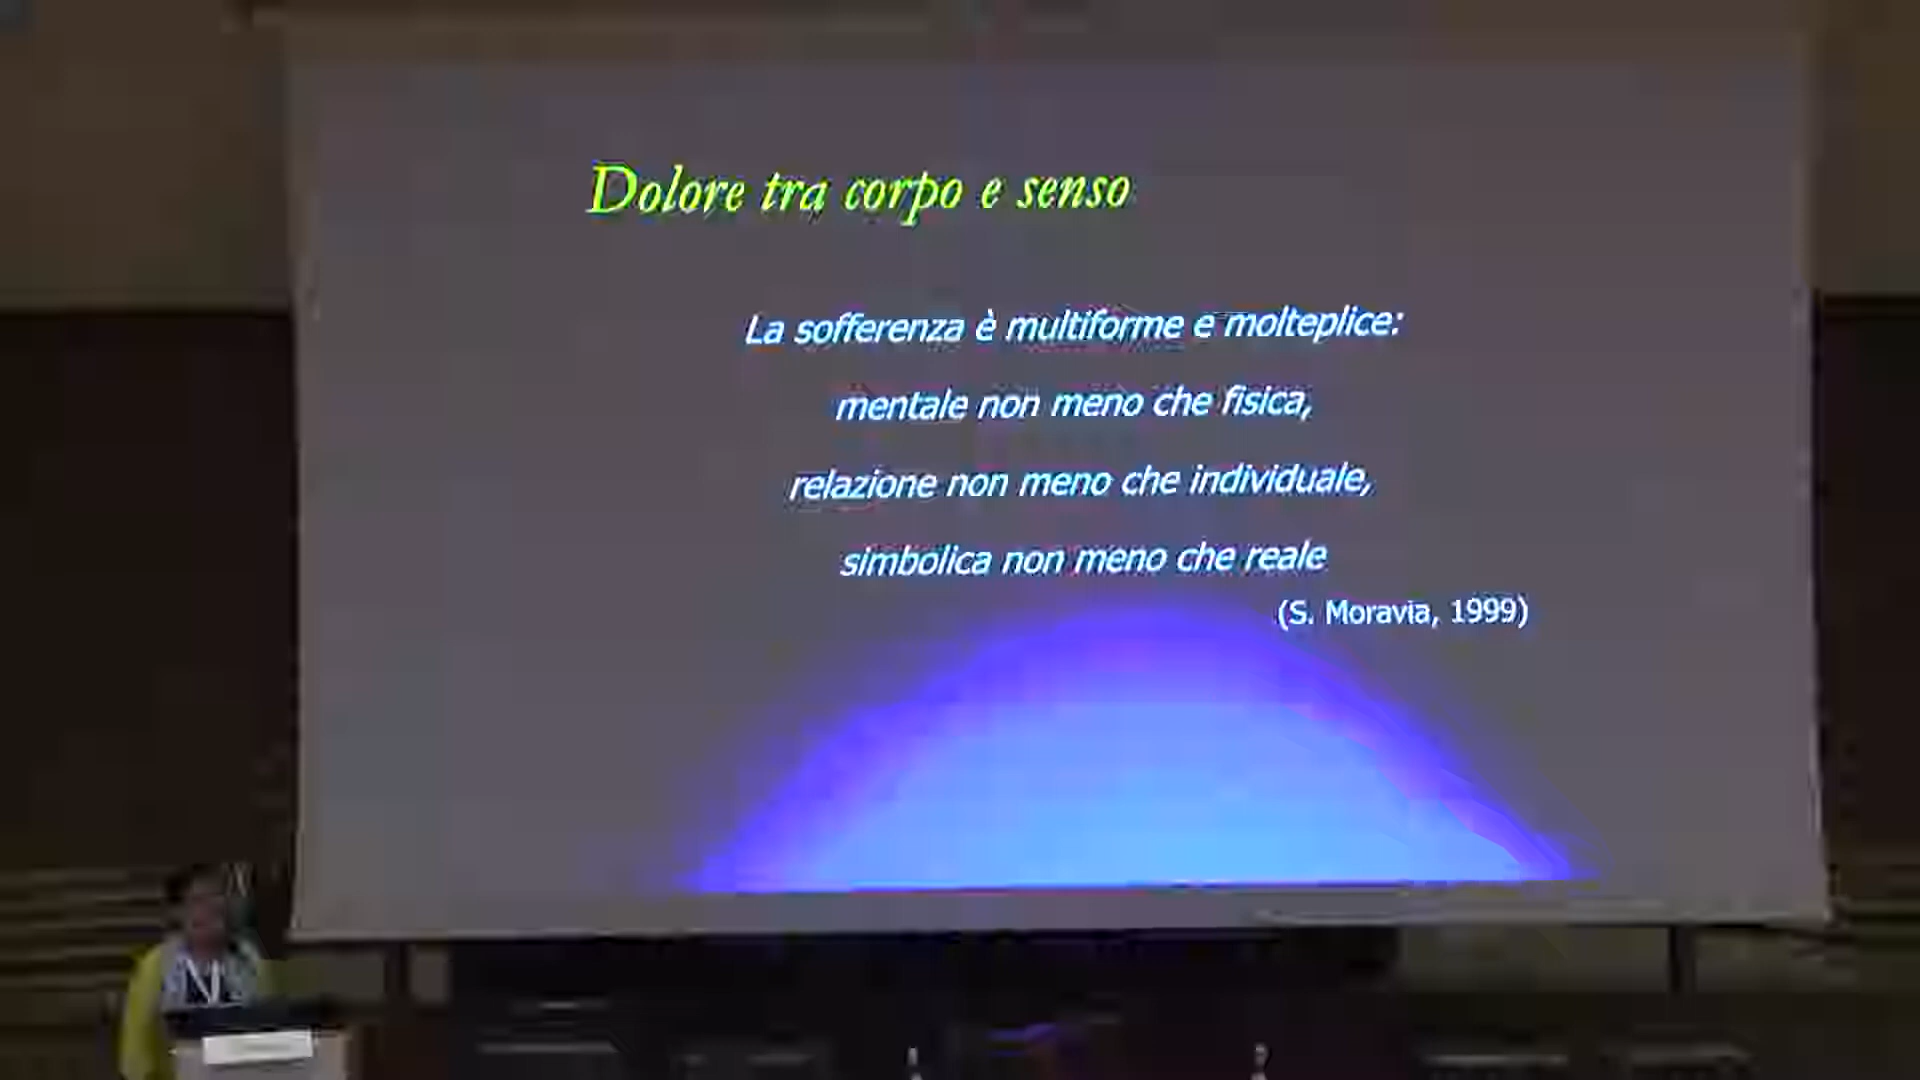 Dolore tra corpo e senso
La sofferenza è multiforme e molteplice:
mentale non meno che fisica,
relazione non meno che individuale,
simbolica non meno che reale
(S. Moravia, 1999)